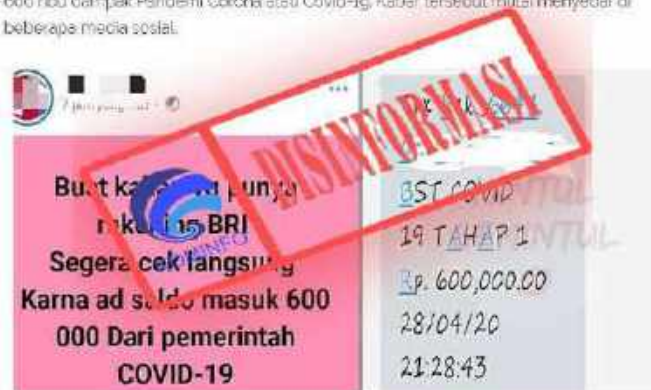 600 ribu dampak Pandemi Corona atau Covid-19. Kabar tersebut mulai menyebar di
beberapa media sosial.
DISINFORMASI
Buat punya
BRI
Segera cek langsung
Karna ad saldo masuk 600
000 Dari pemerintah
COVID-19
BST COVID
19 TAHAP 1
Rp. 600,000.00
28/04/20
21:28:43